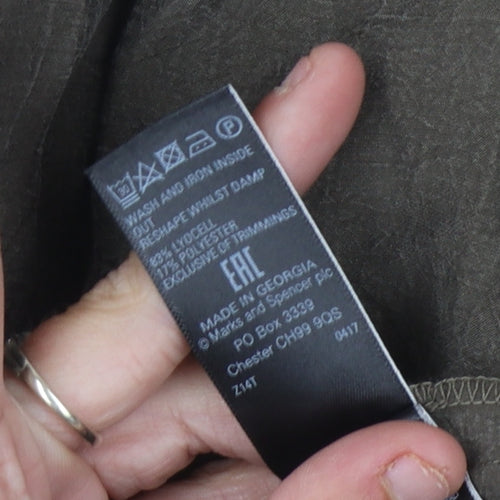 30
P
WASH AND IRON INSIDE
OUT
RESHAPE WHILST DAMP
83% LYOCELL
17% POLYESTER
EXCLUSIVE OF TRIMMINGS
EAC
MADE IN GEORGIA
© Marks and Spencer plc
PO Box 3339
Chester CH99 9QS
0417
Z14T